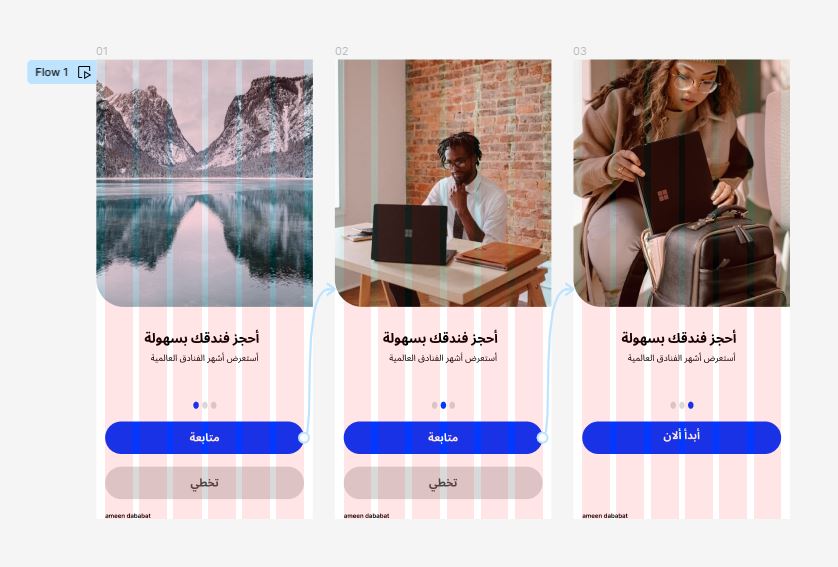 Flow 1
01
أحجز فندقك بسهولة
أستعرض أشهر الفنادق العالمية
متابعة
تخطي
ameen dababat
02
أحجز فندقك بسهولة
أستعرض أشهر الفنادق العالمية
متابعة
تخطي
ameen dababat
03
أحجز فندقك بسهولة
أستعرض أشهر الفنادق العالمية
أبدأ ألان
ameen dababat